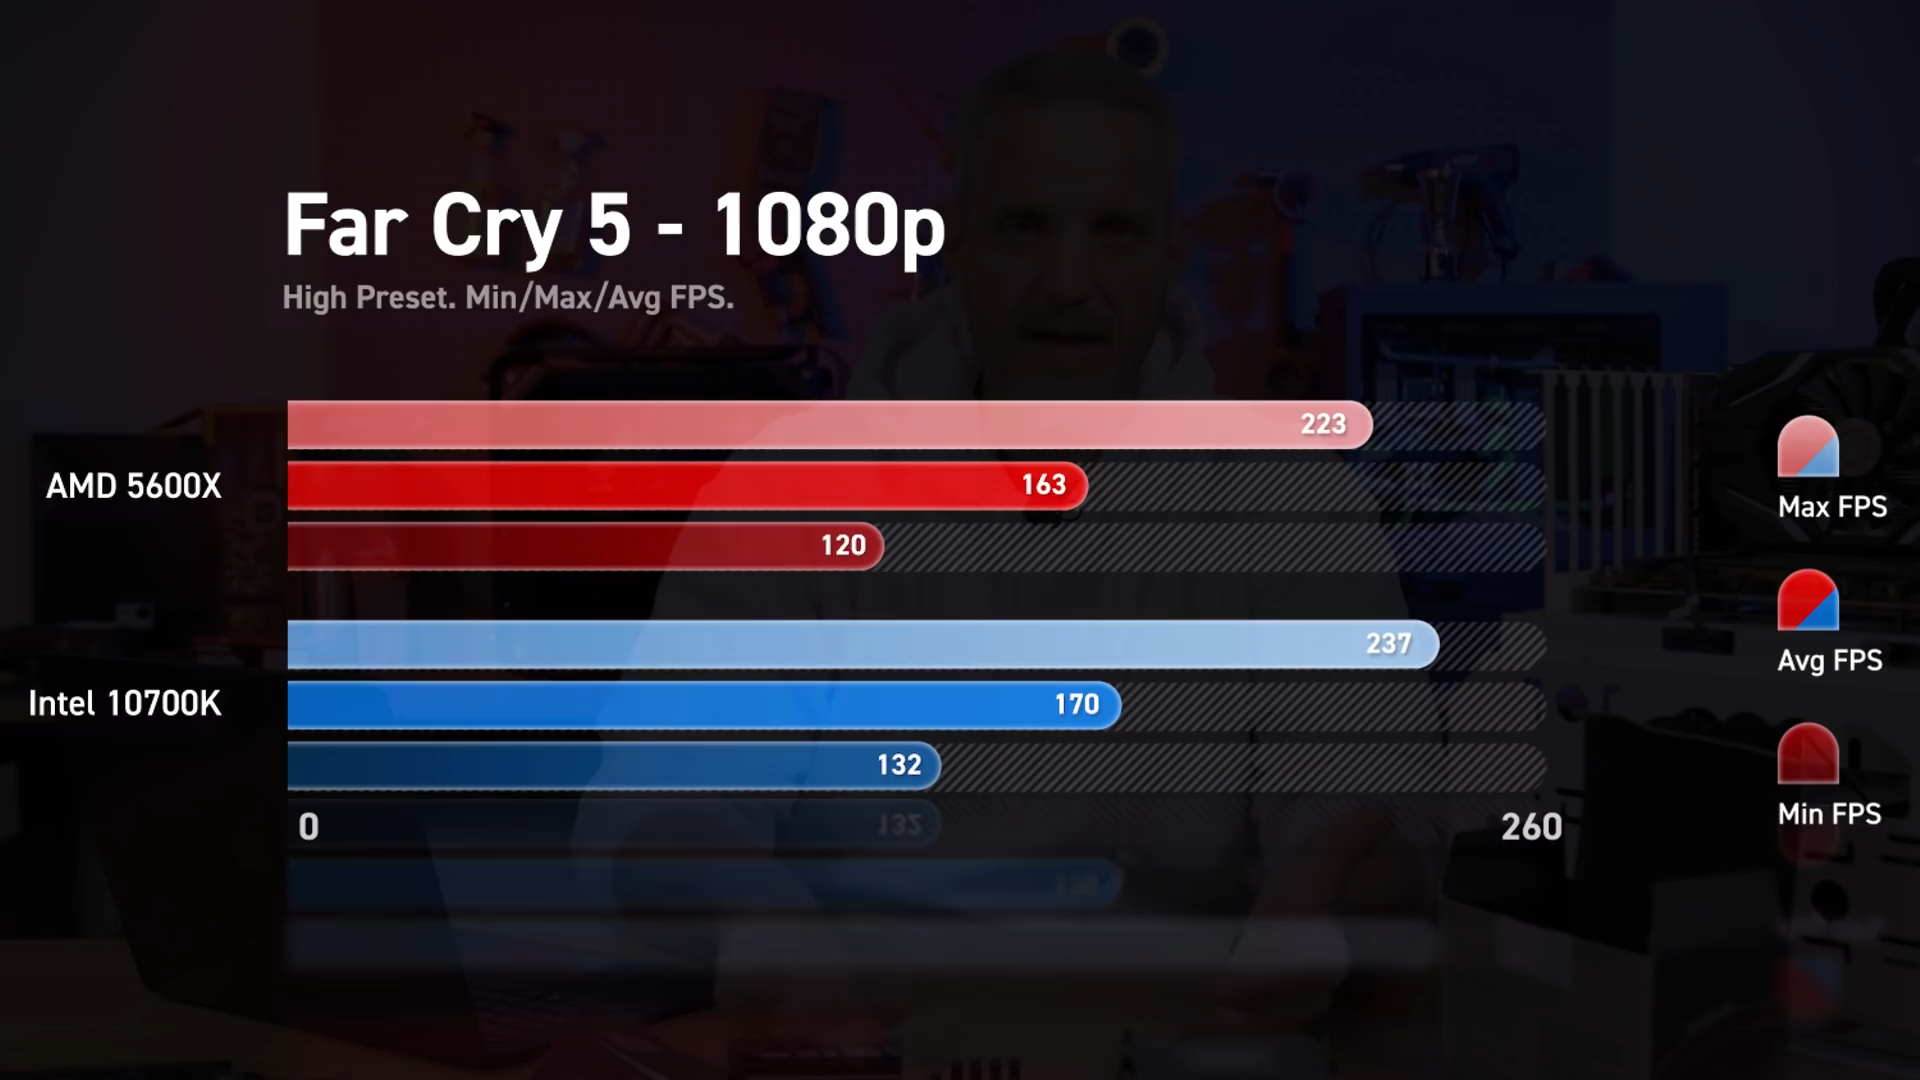 Far Cry 5 - 1080p
High Preset. Min/Max/Avg FPS.
223
AMD 5600X
163
120
237
Intel 10700K
170
132
0
260
Max FPS
Avg FPS
Min FPS